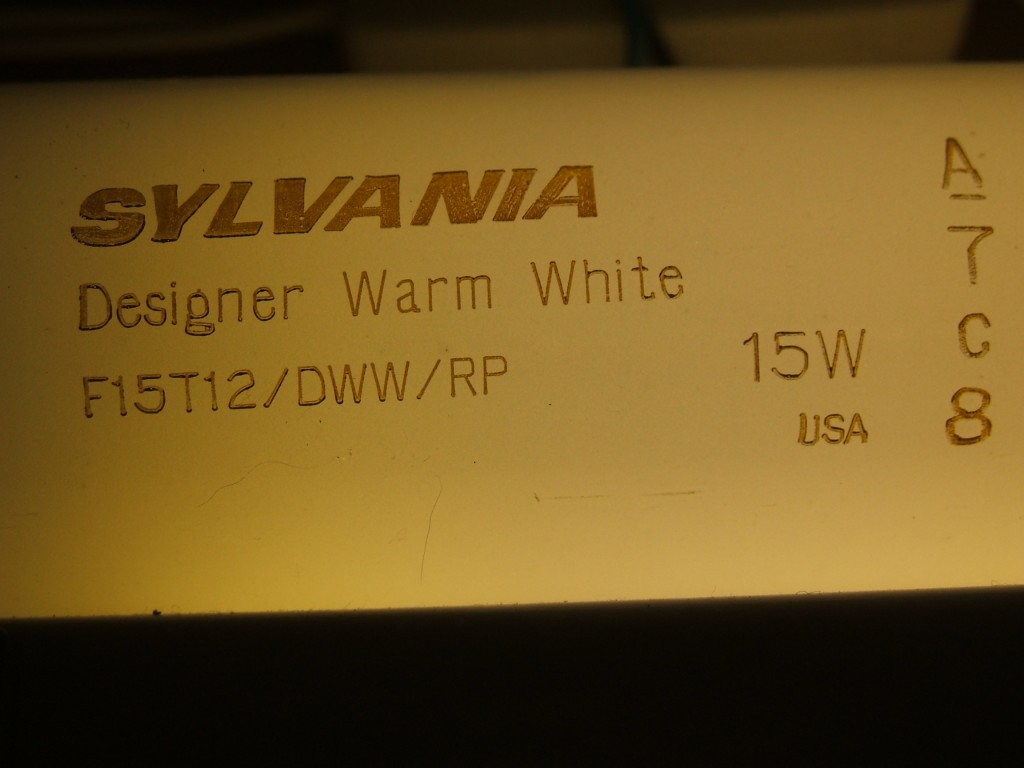 SYLVANIA
Designer Warm White
F15T12/DWW/RP
15W
USA
A
7
C
8